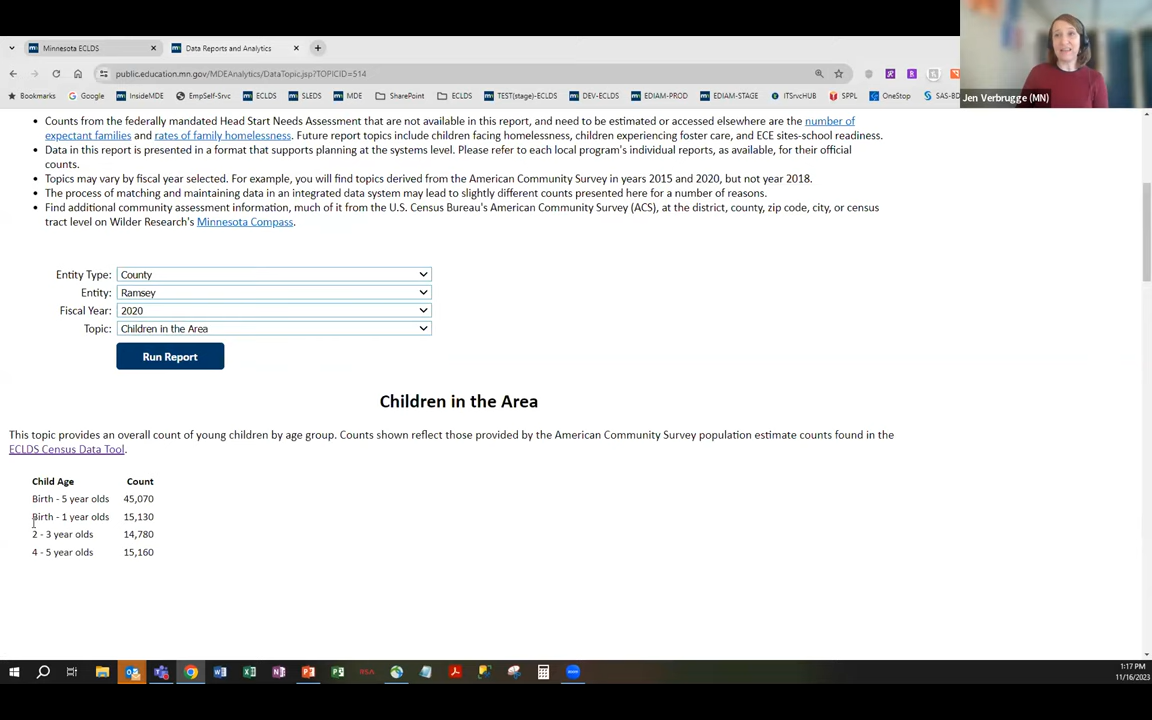 Minnesota ECLDS
Data Reports and Analytics
public.education.mn.gov/MDEAnalytics/DataTopic.jsp?TOPICID=514
Bookmarks Google InsideMDE EmpSelf-Srvc ECLDS SLEDS MDE SharePoint ECLDS TEST(stage)-ECLDS DEV-ECLDS EDIAM-PROD EDIAM-STAGE ITSrvcHUB SPPL OneStop SAS-BD
Jen Verbrugge (MN)
• Counts from the federally mandated Head Start Needs Assessment that are not available in this report, and need to be estimated or accessed elsewhere are the number of
expectant families and rates of family homelessness. Future report topics include children facing homelessness, children experiencing foster care, and ECE sites-school readiness.
• Data in this report is presented in a format that supports planning at the systems level. Please refer to each local program's individual reports, as available, for their official
counts.
• Topics may vary by fiscal year selected. For example, you will find topics derived from the American Community Survey in years 2015 and 2020, but not year 2018.
• The process of matching and maintaining data in an integrated data system may lead to slightly different counts presented here for a number of reasons.
• Find additional community assessment information, much of it from the U.S. Census Bureau's American Community Survey (ACS), at the district, county, zip code, city, or census
tract level on Wilder Research's Minnesota Compass.
Entity Type: County
Entity: Ramsey
Fiscal Year: 2020
Topic: Children in the Area
Run Report
Children in the Area
This topic provides an overall count of young children by age group. Counts shown reflect those provided by the American Community Survey population estimate counts found in the
ECLDS Census Data Tool.
Child Age Count
Birth - 5 year olds 45,070
Birth - 1 year olds 15,130
2 - 3 year olds 14,780
4 - 5 year olds 15,160
1:17 PM
11/16/2023